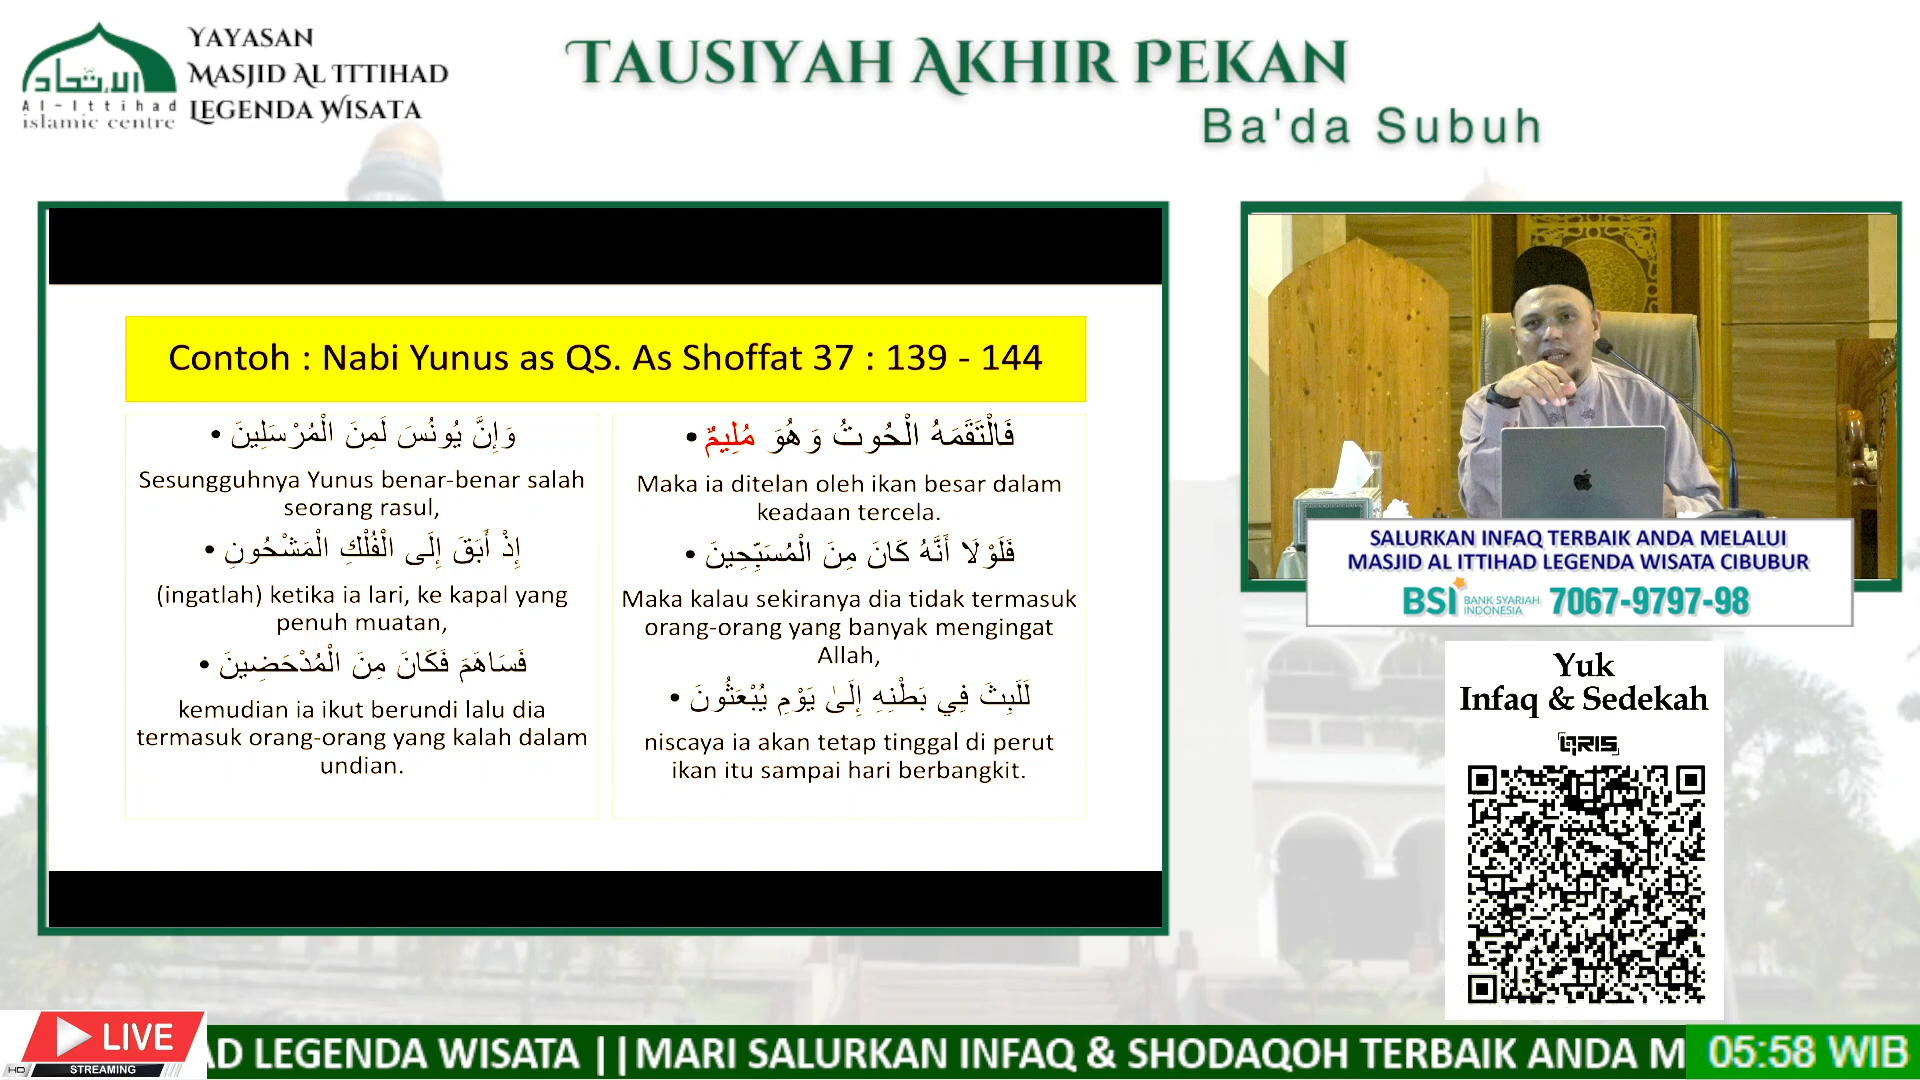 الاتحاد
Al-Ittihad
islamic centre
Yayasan
Masjid Al Ittihad
Legenda Wisata
Tausiyah Akhir Pekan
Ba'da Subuh
Contoh : Nabi Yunus as QS. As Shoffat 37 : 139 - 144
• وَإِنَّ يُونُسَ لَمِنَ الْمُرْسَلِينَ
Sesungguhnya Yunus benar-benar salah
seorang rasul,
• إِذْ أَبَقَ إِلَى الْفُلْكِ الْمَشْحُونِ
(ingatlah) ketika ia lari, ke kapal yang
penuh muatan,
• فَسَاهَمَ فَكَانَ مِنَ الْمُدْحَضِينَ
kemudian ia ikut berundi lalu dia
termasuk orang-orang yang kalah dalam
undian.
• فَالْتَقَمَهُ الْحُوتُ وَهُوَ مُلِيمٌ
Maka ia ditelan oleh ikan besar dalam
keadaan tercela.
• فَلَوْلَا أَنَّهُ كَانَ مِنَ الْمُسَبِّحِينَ
Maka kalau sekiranya dia tidak termasuk
orang-orang yang banyak mengingat
Allah,
• لَلَبِثَ فِي بَطْنِهِ إِلَىٰ يَوْمِ يُبْعَثُونَ
niscaya ia akan tetap tinggal di perut
ikan itu sampai hari berbangkit.
SALURKAN INFAQ TERBAIK ANDA MELALUI
MASJID AL ITTIHAD LEGENDA WISATA CIBUBUR
BSI BANK SYARIAH INDONESIA 7067-9797-98
Yuk
Infaq & Sedekah
QRIS
LIVE
HD STREAMING
AD LEGENDA WISATA ||MARI SALURKAN INFAQ & SHODAQOH TERBAIK ANDA M
05:58 WIB